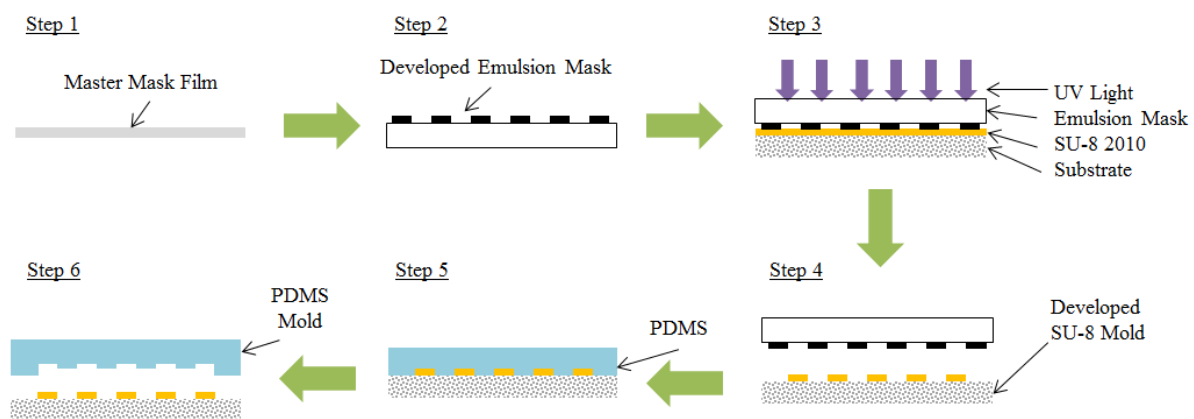 Step 1
Master Mask Film
Step 2
Developed Emulsion Mask
Step 3
UV Light
Emulsion Mask
SU-8 2010
Substrate
Step 4
Developed
SU-8 Mold
Step 5
PDMS
Step 6
PDMS
Mold